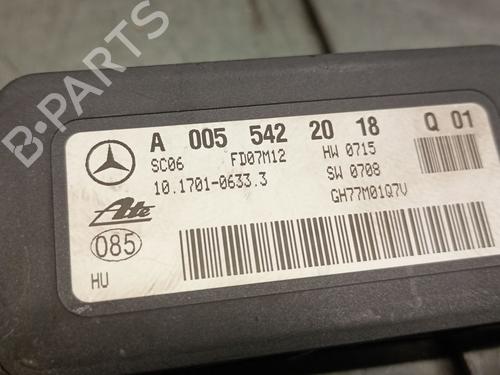 B-PARTS
A 005 542 20 18 Q 01
SC06 FD07M12 HW 0715
10.1701-0633.3 SW 0708
Ate GH77M01Q7V
085
HU